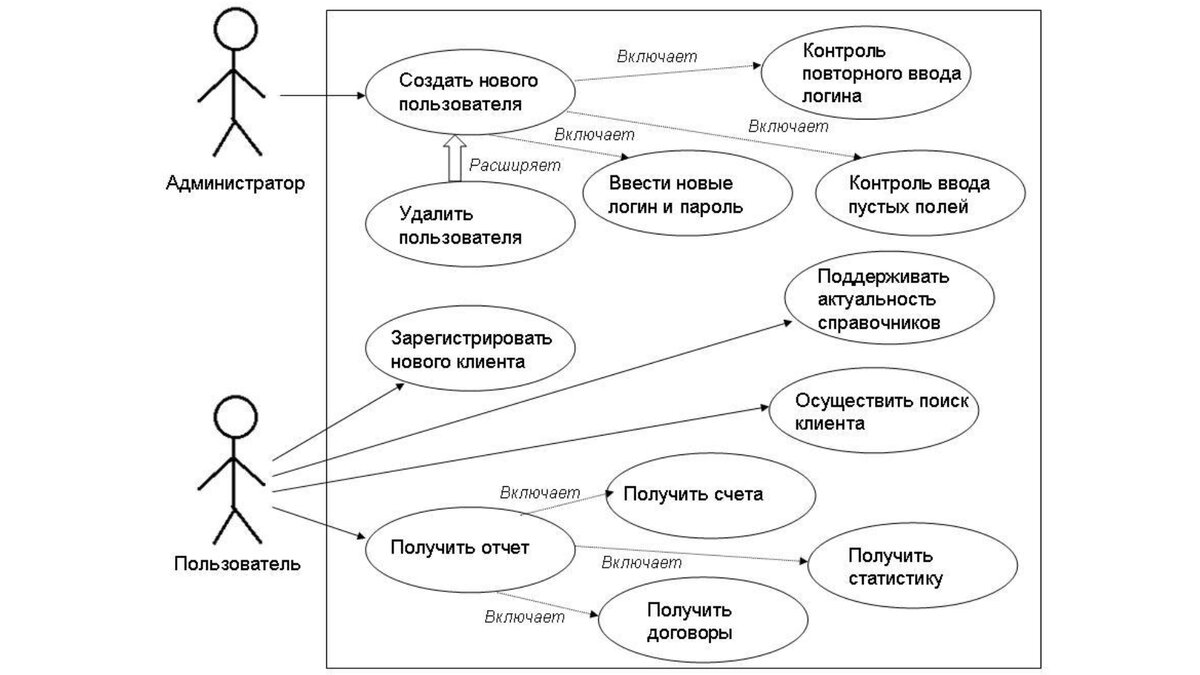 Администратор
Создать нового
пользователя
Включает
Контроль
повторного ввода
логина
Включает
Включает
Расширяет
Ввести новые
логин и пароль
Контроль ввода
пустых полей
Удалить
пользователя
Поддерживать
актуальность
справочников
Зарегистрировать
нового клиента
Осуществить поиск
клиента
Пользователь
Включает
Получить счета
Получить отчет
Включает
Получить
статистику
Включает
Получить
договоры